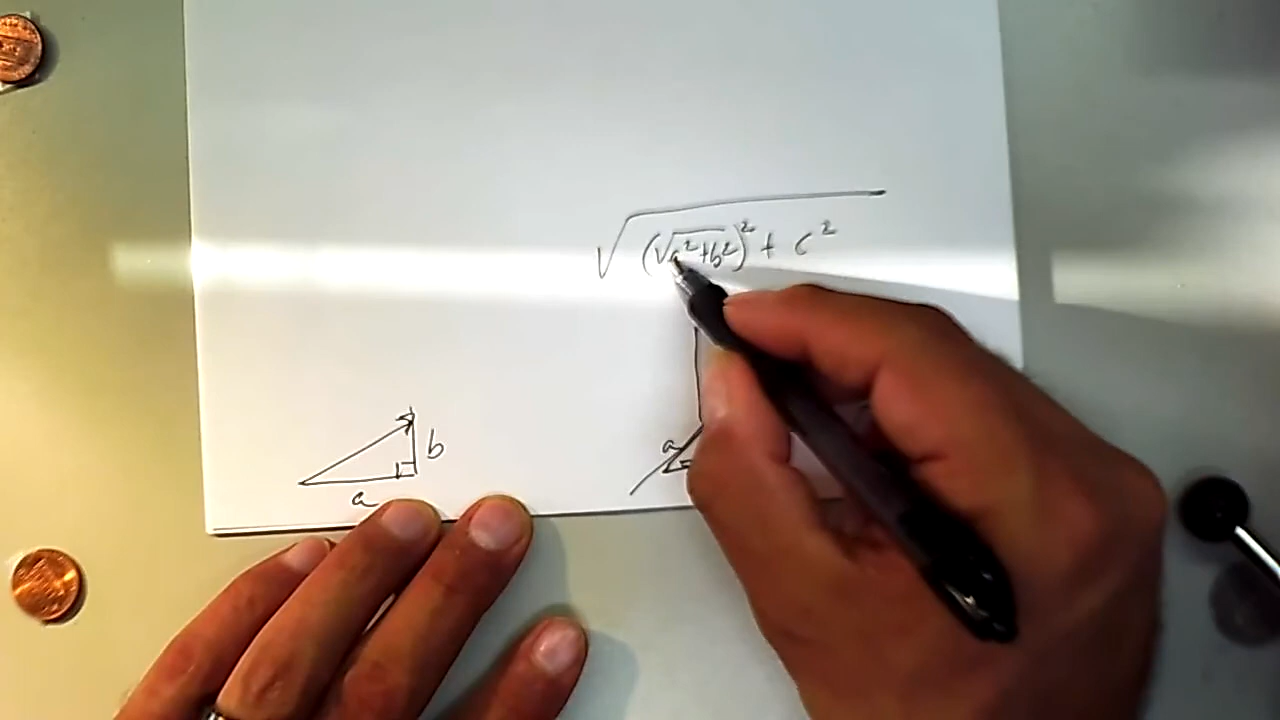 √((√(a²+b²))² + c²)
b
a
a